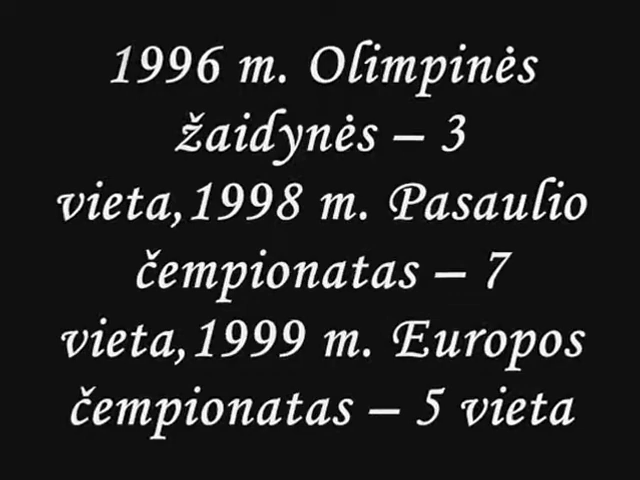 1996 m. Olimpinės
žaidynės – 3
vieta,1998 m. Pasaulio
čempionatas – 7
vieta,1999 m. Europos
čempionatas – 5 vieta